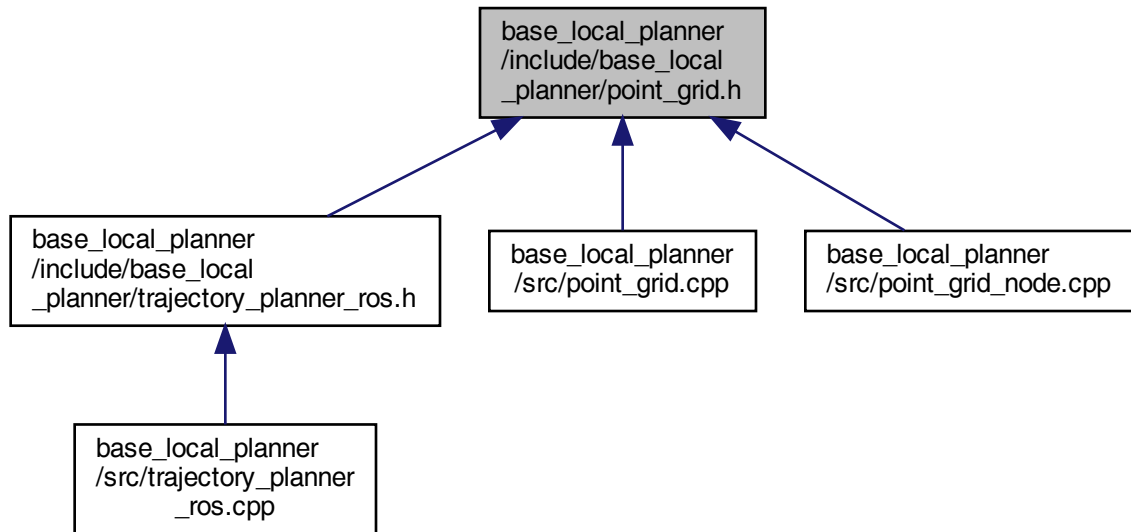 base_local_planner
/include/base_local
_planner/point_grid.h
base_local_planner
/include/base_local
_planner/trajectory_planner_ros.h
base_local_planner
/src/point_grid.cpp
base_local_planner
/src/point_grid_node.cpp
base_local_planner
/src/trajectory_planner
_ros.cpp